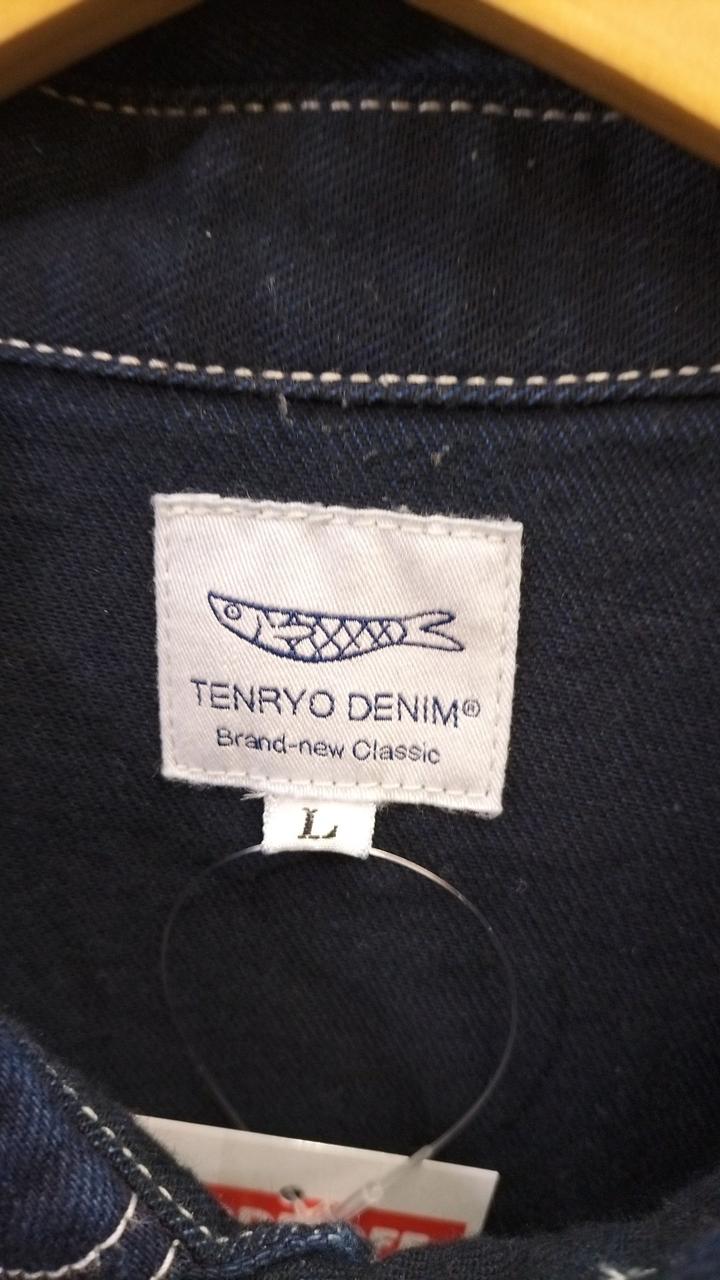 TENRYO DENIM®
Brand-new Classic
L